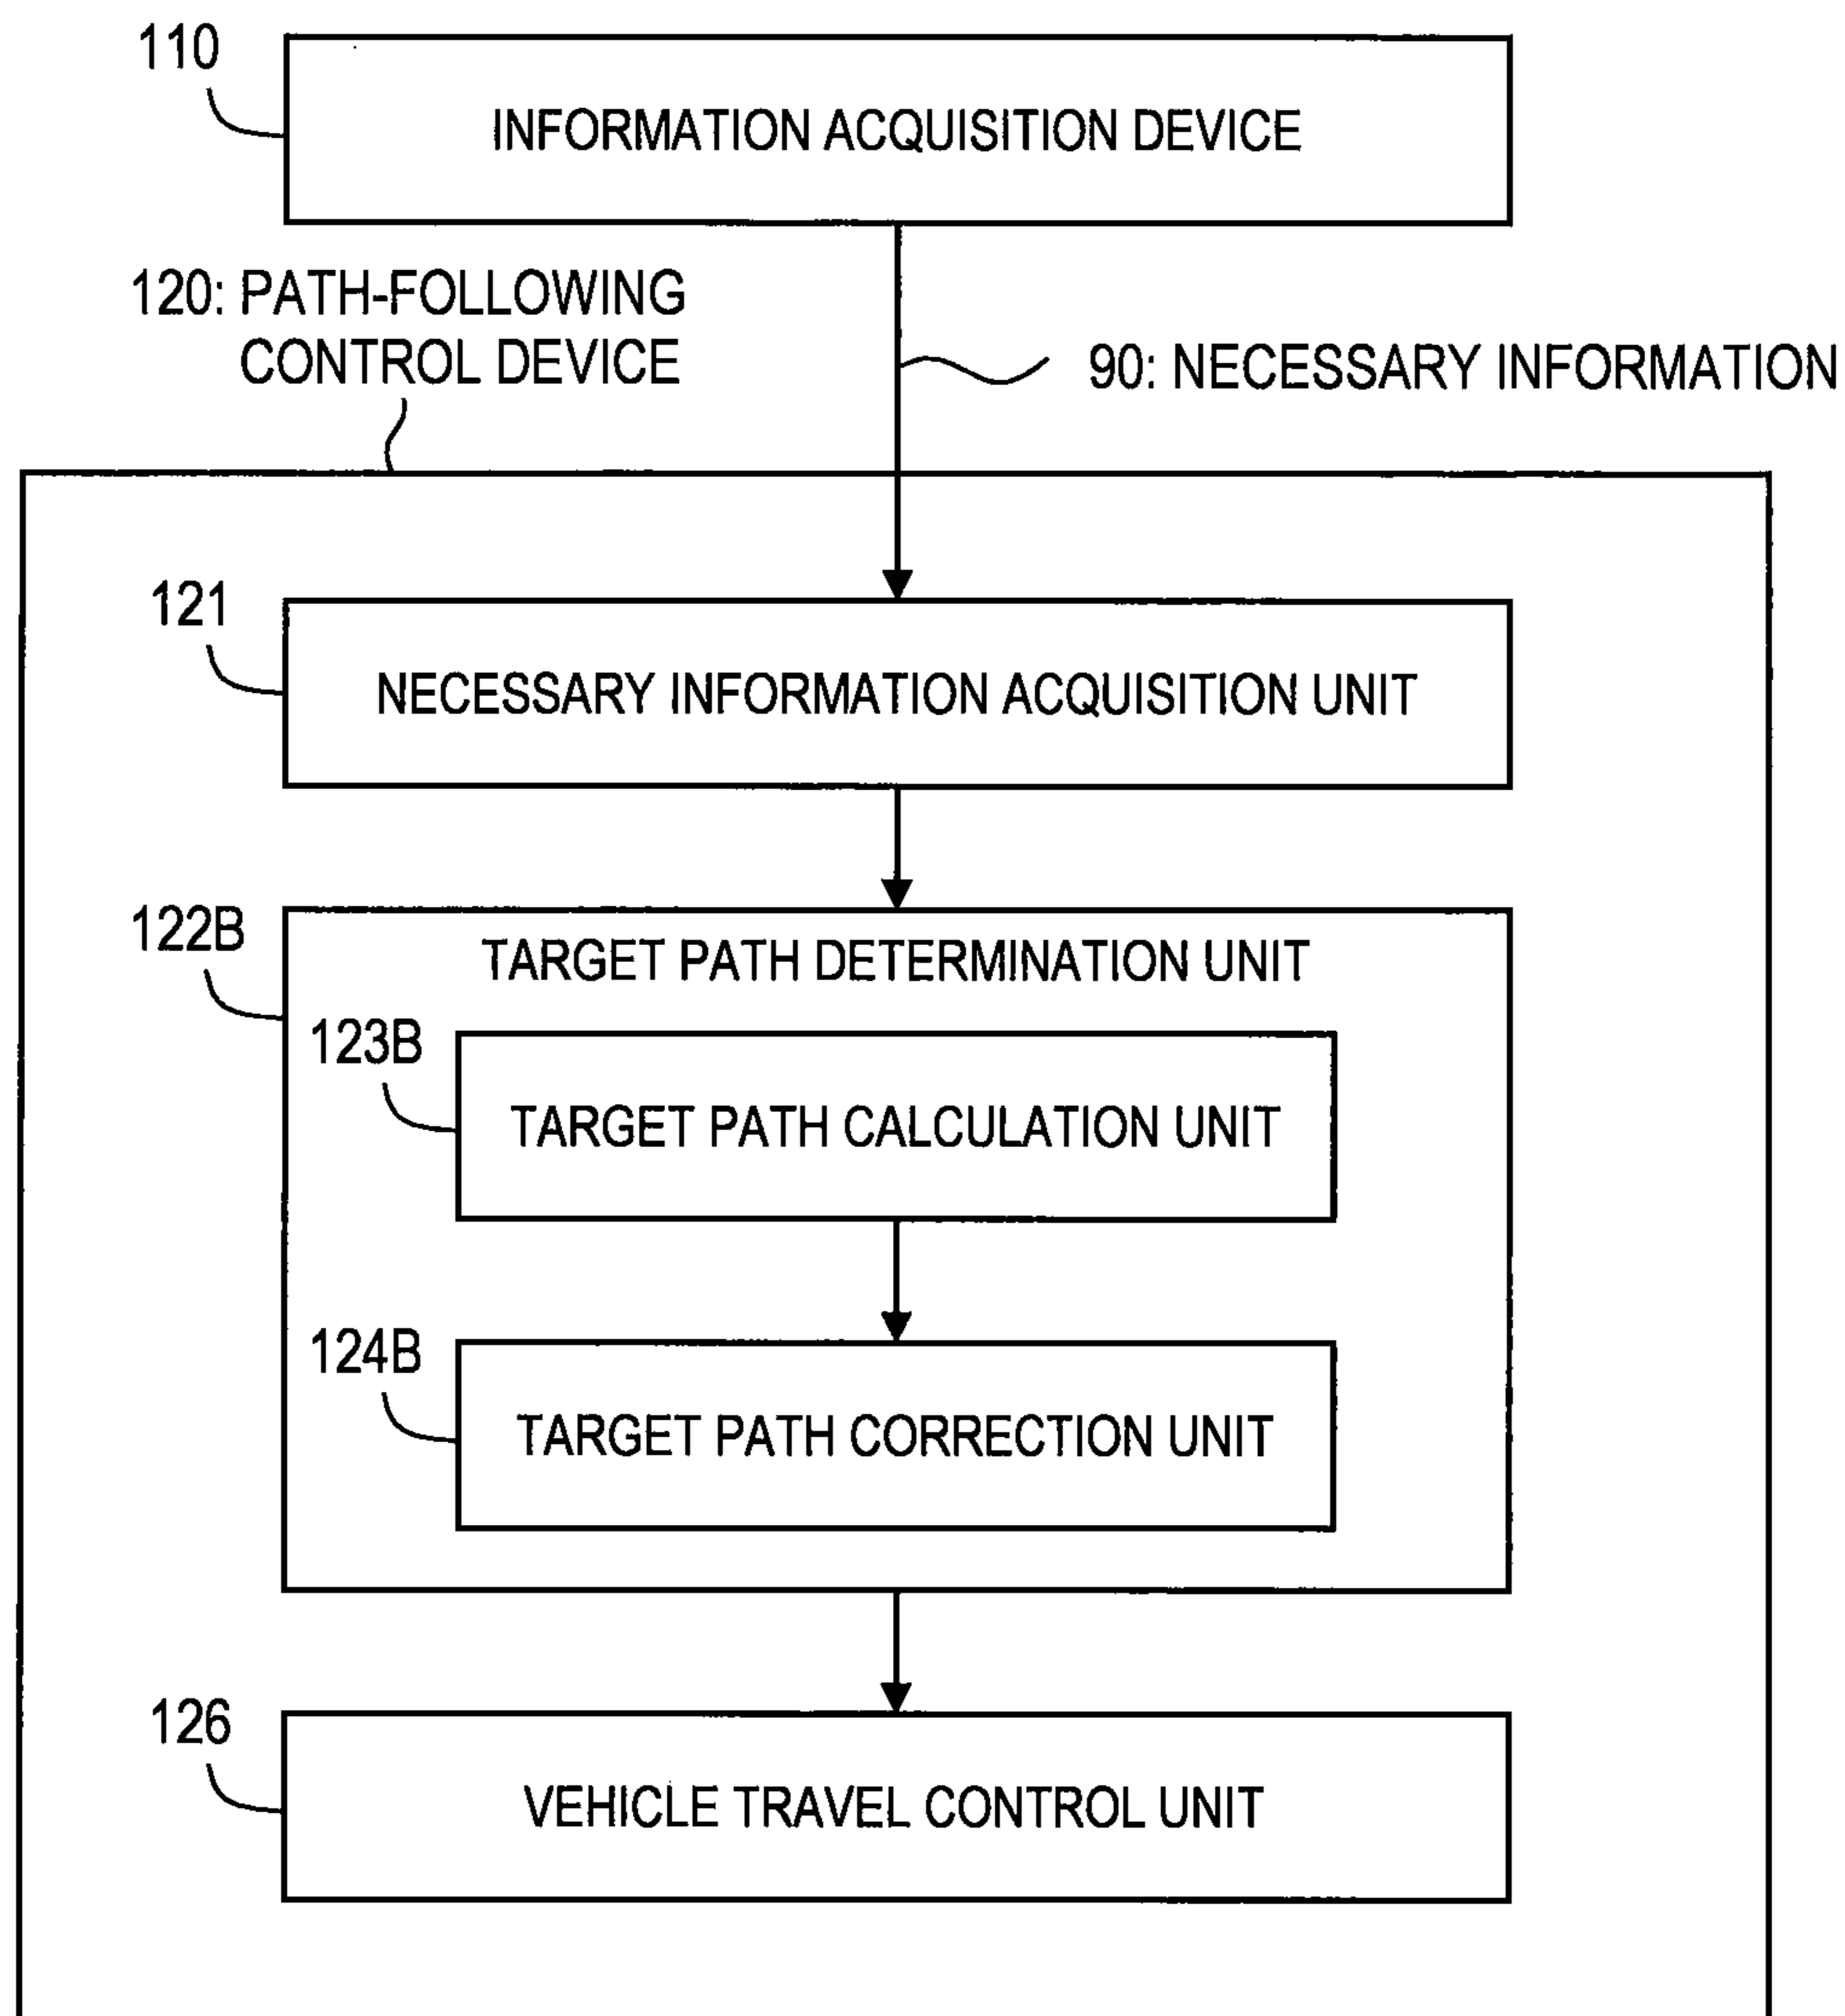 110
INFORMATION ACQUISITION DEVICE
120: PATH-FOLLOWING
CONTROL DEVICE
90: NECESSARY INFORMATION
121
NECESSARY INFORMATION ACQUISITION UNIT
122B
TARGET PATH DETERMINATION UNIT
123B
TARGET PATH CALCULATION UNIT
124B
TARGET PATH CORRECTION UNIT
126
VEHICLE TRAVEL CONTROL UNIT